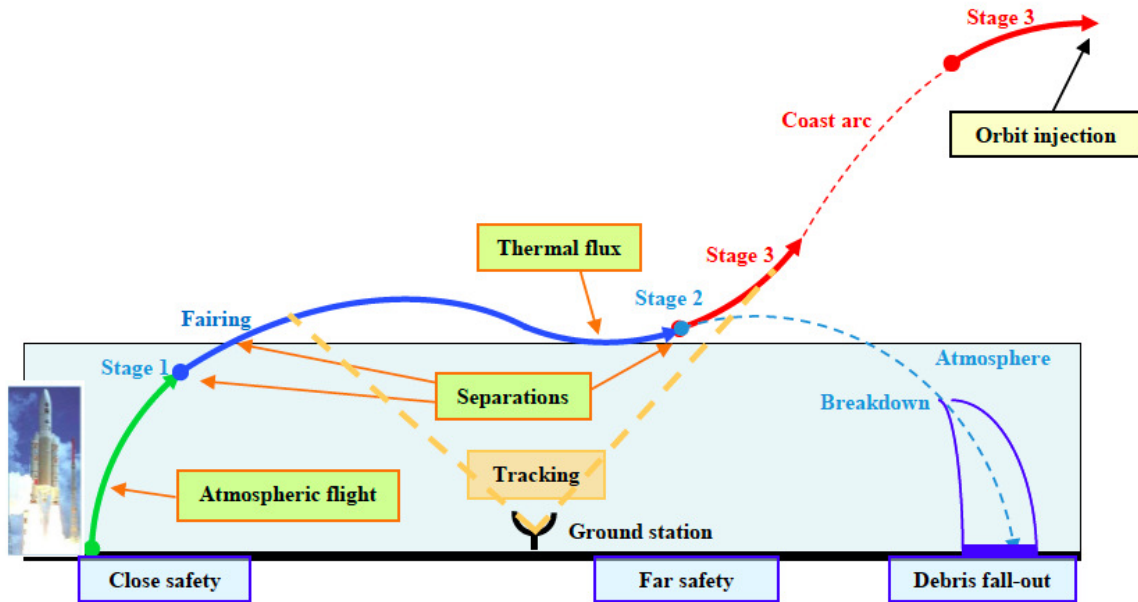 Stage 3
Coast arc
Orbit injection
Thermal flux
Stage 3
Stage 2
Fairing
Stage 1
Atmosphere
Separations
Breakdown
Tracking
Atmospheric flight
Ground station
Close safety
Far safety
Debris fall-out